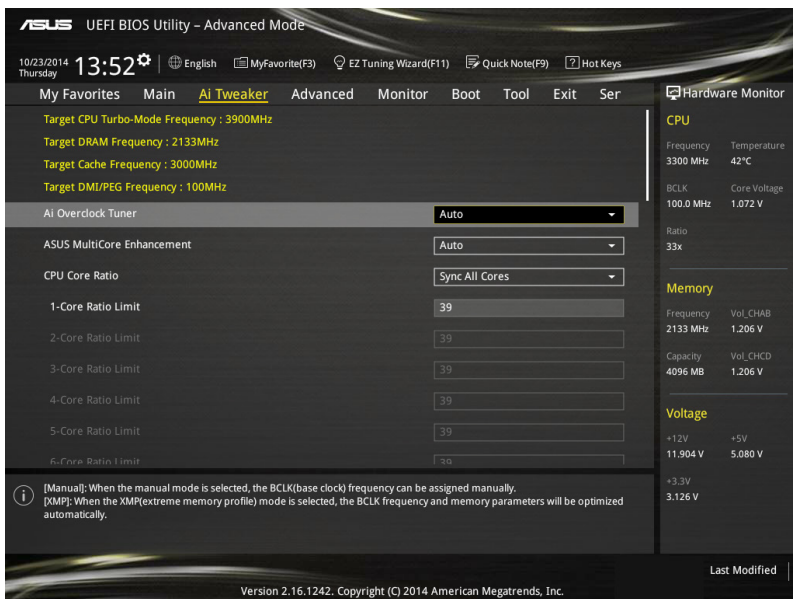 ASUS UEFI BIOS Utility – Advanced Mode
10/23/2014
Thursday
13:52
English
MyFavorite(F3)
EZ Tuning Wizard(F11)
Quick Note(F9)
? Hot Keys
My Favorites Main Ai Tweaker Advanced Monitor Boot Tool Exit Ser
Target CPU Turbo-Mode Frequency : 3900MHz
Target DRAM Frequency : 2133MHz
Target Cache Frequency : 3000MHz
Target DMI/PEG Frequency : 100MHz
Ai Overclock Tuner Auto
ASUS MultiCore Enhancement Auto
CPU Core Ratio Sync All Cores
1-Core Ratio Limit 39
2-Core Ratio Limit 39
3-Core Ratio Limit 39
4-Core Ratio Limit 39
5-Core Ratio Limit 39
6-Core Ratio Limit 39
[Manual]: When the manual mode is selected, the BCLK(base clock) frequency can be assigned manually.
[XMP]: When the XMP(extreme memory profile) mode is selected, the BCLK frequency and memory parameters will be optimized
automatically.
Hardware Monitor
CPU
Frequency Temperature
3300 MHz 42°C
BCLK Core Voltage
100.0 MHz 1.072 V
Ratio
33x
Memory
Frequency Vol_CHAB
2133 MHz 1.206 V
Capacity Vol_CHCD
4096 MB 1.206 V
Voltage
+12V +5V
11.904 V 5.080 V
+3.3V
3.126 V
Last Modified
Version 2.16.1242. Copyright (C) 2014 American Megatrends, Inc.